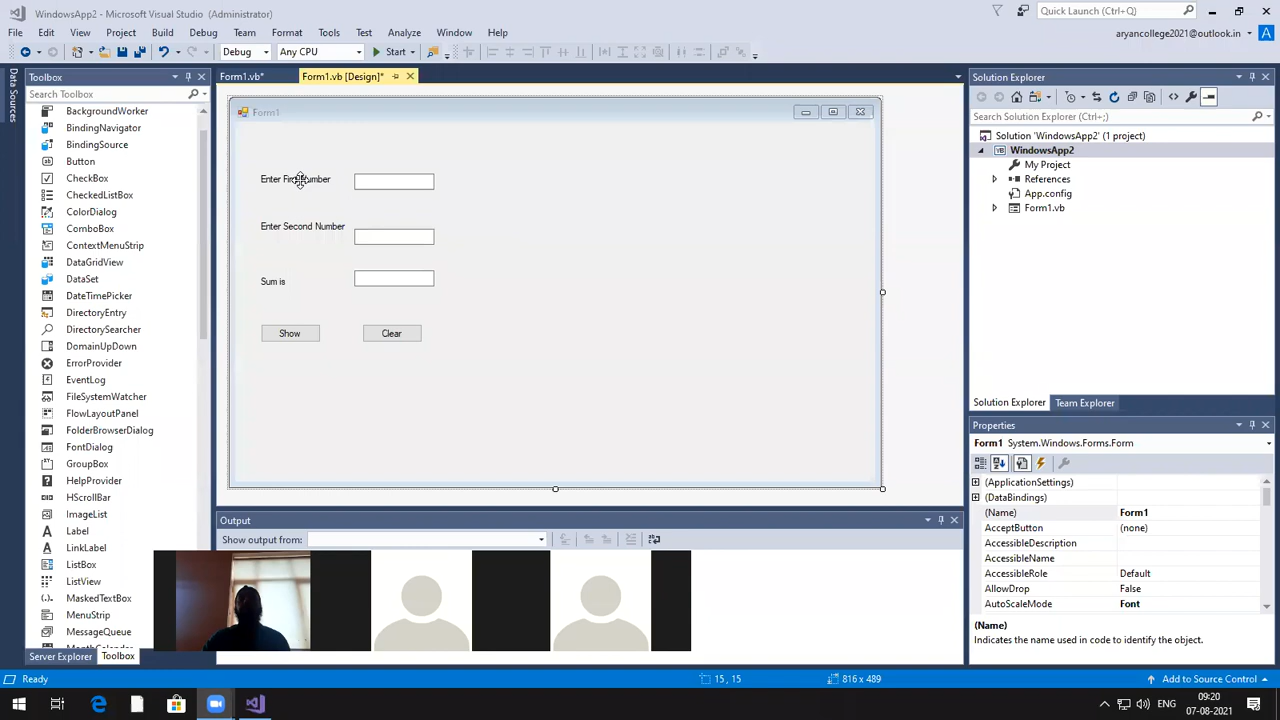 WindowsApp2 - Microsoft Visual Studio (Administrator)
Quick Launch (Ctrl+Q)
File Edit View Project Build Debug Team Format Tools Test Analyze Window Help
aryancollege2021@outlook.in
Debug Any CPU Start
Data Sources
Toolbox
Search Toolbox
BackgroundWorker
BindingNavigator
BindingSource
Button
CheckBox
CheckedListBox
ColorDialog
ComboBox
ContextMenuStrip
DataGridView
DataSet
DateTimePicker
DirectoryEntry
DirectorySearcher
DomainUpDown
ErrorProvider
EventLog
FileSystemWatcher
FlowLayoutPanel
FolderBrowserDialog
FontDialog
GroupBox
HelpProvider
HScrollBar
ImageList
Label
LinkLabel
ListBox
ListView
MaskedTextBox
MenuStrip
MessageQueue
MonthCalendar
Server Explorer Toolbox
Form1.vb* Form1.vb [Design]*
Form1
Enter First Number
Enter Second Number
Sum is
Show Clear
Output
Show output from:
Solution Explorer
Search Solution Explorer (Ctrl+;)
Solution 'WindowsApp2' (1 project)
VB WindowsApp2
My Project
References
App.config
Form1.vb
Solution Explorer Team Explorer
Properties
Form1 System.Windows.Forms.Form
(ApplicationSettings)
(DataBindings)
(Name) Form1
AcceptButton (none)
AccessibleDescription
AccessibleName
AccessibleRole Default
AllowDrop False
AutoScaleMode Font
(Name)
Indicates the name used in code to identify the object.
Ready 15 , 15 816 x 489 Add to Source Control
ENG 09:20
07-08-2021